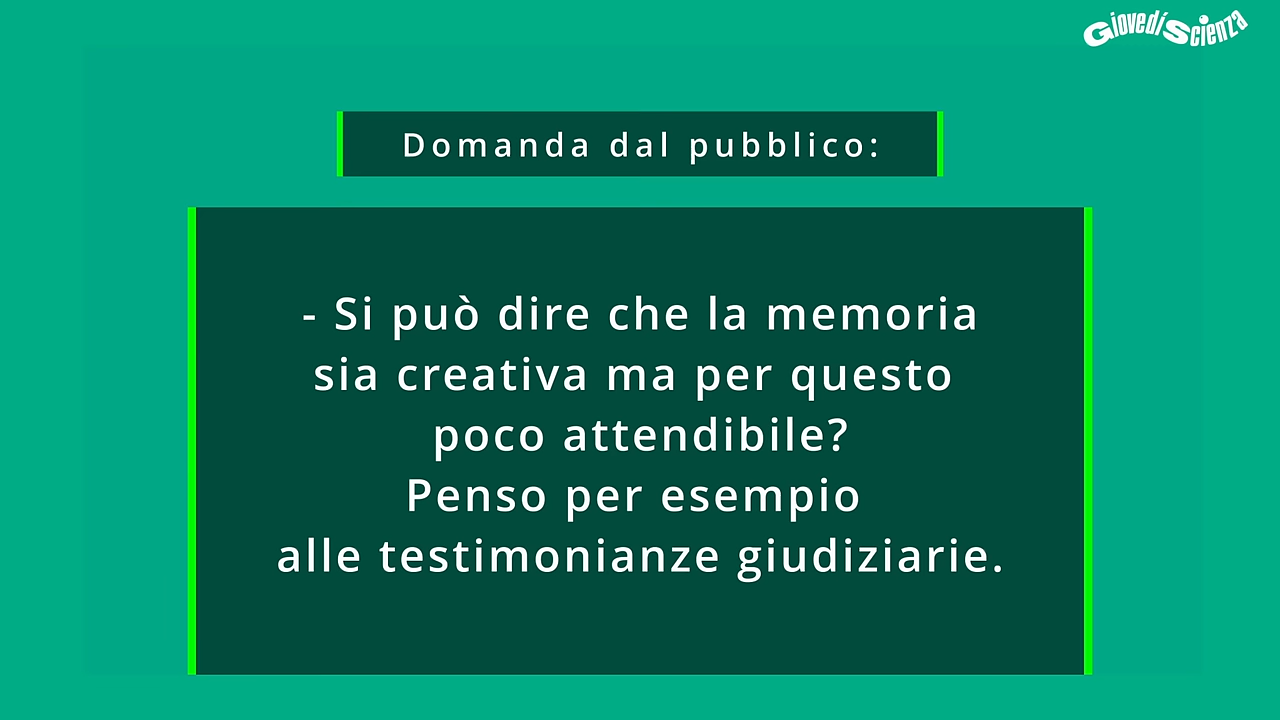 GiovedìScienza
Domanda dal pubblico:
- Si può dire che la memoria
sia creativa ma per questo
poco attendibile?
Penso per esempio
alle testimonianze giudiziarie.